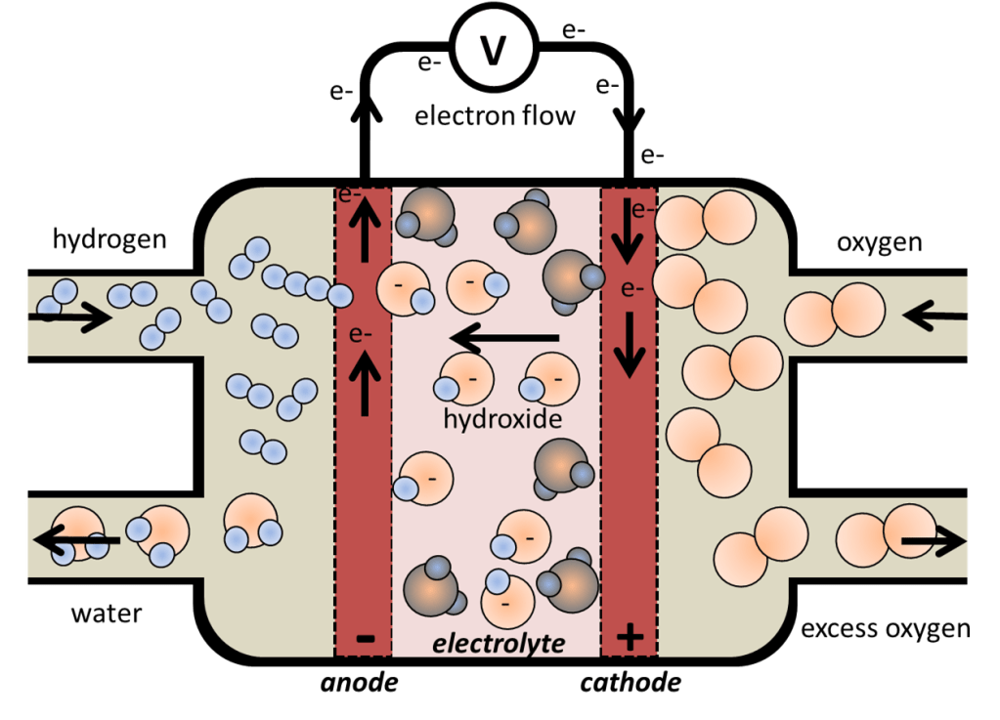 e-
V
e-
e-
e-
electron flow
e-
e-
e-
hydrogen
oxygen
-
-
e-
e-
-
-
hydroxide
-
-
-
water
excess oxygen
-
electrolyte
+
anode
cathode